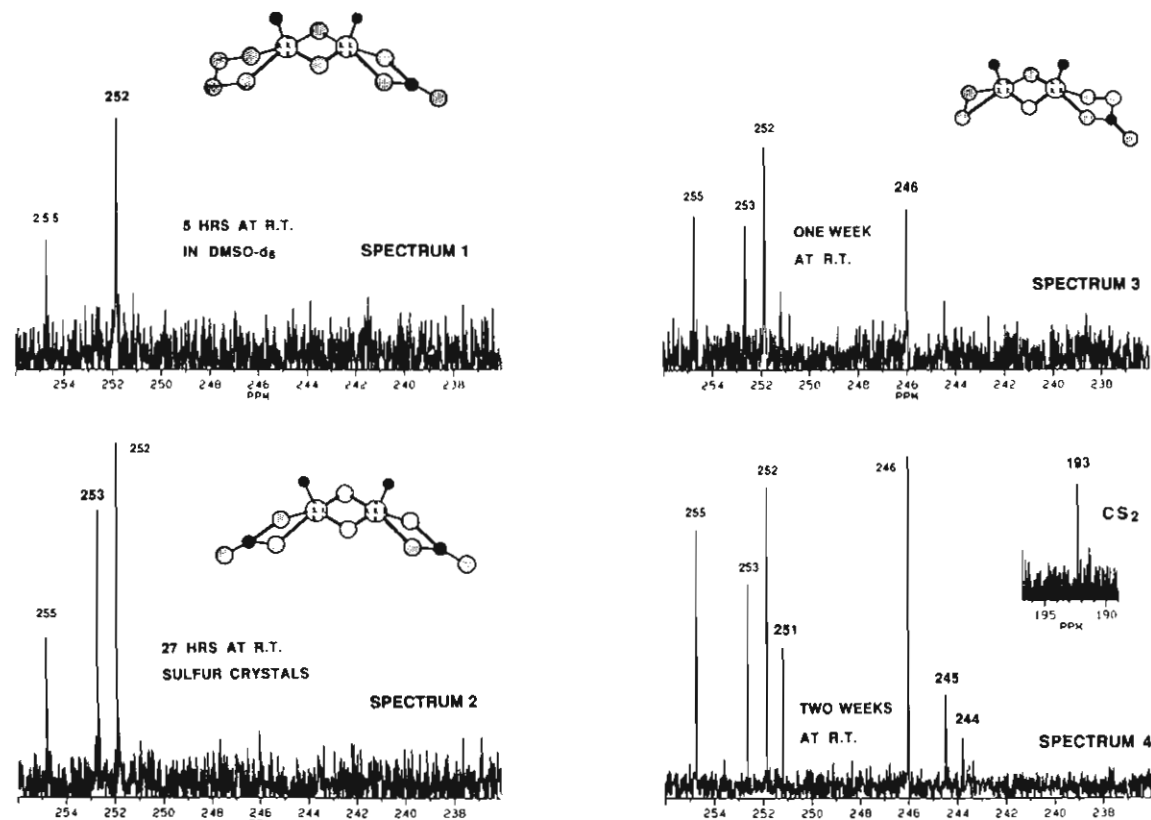 252
255
5 HRS AT R.T.
IN DMSO-d6
SPECTRUM 1
254 252 250 248 246 244 242 240 238
PPM
252
253
255
27 HRS AT R.T.
SULFUR CRYSTALS
SPECTRUM 2
254 252 250 248 246 244 242 240 238
PPM
252
255
253
246
ONE WEEK
AT R.T.
SPECTRUM 3
254 252 250 248 246 244 242 240
PPM
252
246
193
CS2
255
253
195 190
PPM
251
245
TWO WEEKS
AT R.T.
244
SPECTRUM 4
254 252 250 248 246 244 242 240 238
PPM